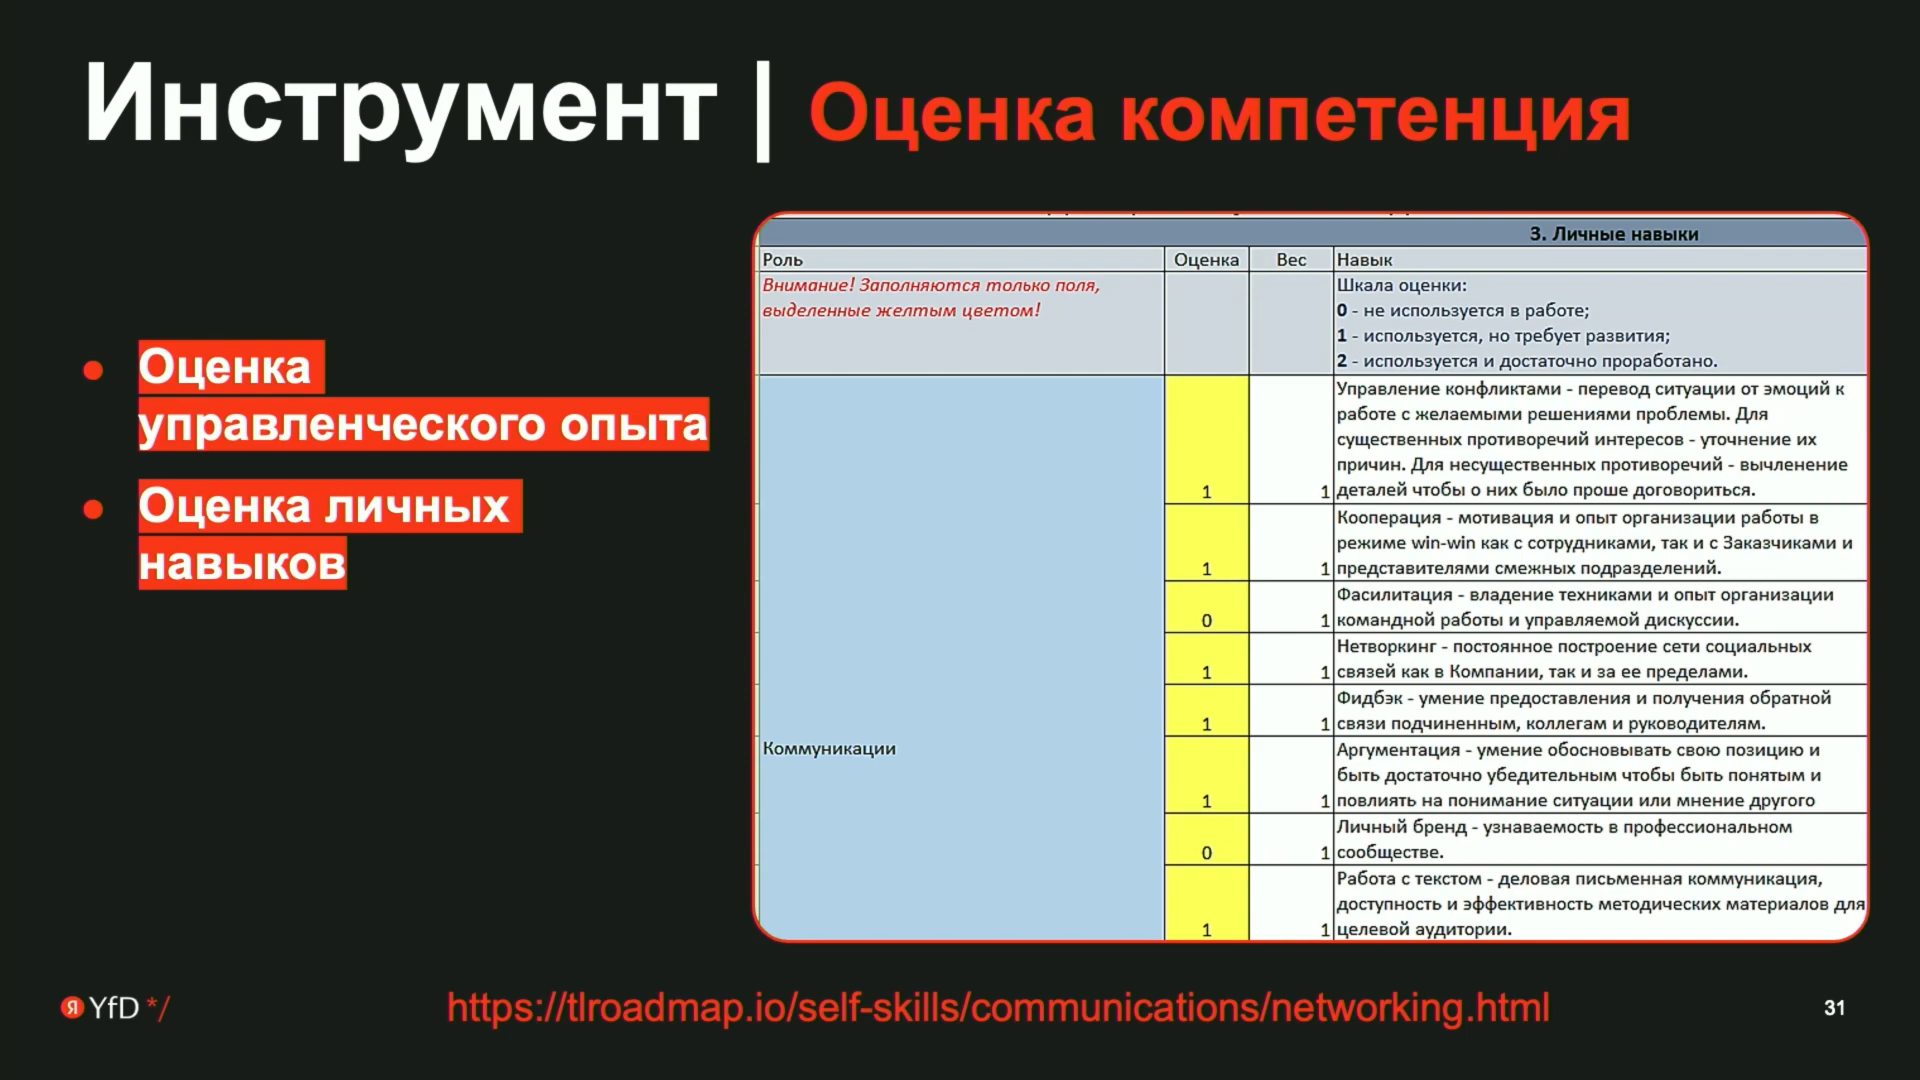 Инструмент | Оценка компетенция
• Оценка
управленческого опыта
• Оценка личных
навыков
3. Личные навыки
Роль Оценка Вес Навык
Внимание! Заполняются только поля,
выделенные желтым цветом!
Шкала оценки:
0 - не используется в работе;
1 - используется, но требует развития;
2 - используется и достаточно проработано.
Коммуникации
Управление конфликтами - перевод ситуации от эмоций к
работе с желаемыми решениями проблемы. Для
существенных противоречий интересов - уточнение их
причин. Для несущественных противоречий - вычленение
1 1 деталей чтобы о них было проше договориться.
Кооперация - мотивация и опыт организации работы в
режиме win-win как с сотрудниками, так и с Заказчиками и
1 1 представителями смежных подразделений.
Фасилитация - владение техниками и опыт организации
0 1 командной работы и управляемой дискуссии.
Нетворкинг - постоянное построение сети социальных
1 1 связей как в Компании, так и за ее пределами.
Фидбэк - умение предоставления и получения обратной
1 1 связи подчиненным, коллегам и руководителям.
Аргументация - умение обосновывать свою позицию и
быть достаточно убедительным чтобы быть понятым и
1 1 повлиять на понимание ситуации или мнение другого
Личный бренд - узнаваемость в профессиональном
0 1 сообществе.
Работа с текстом - деловая письменная коммуникация,
доступность и эффективность методических материалов для
1 1 целевой аудитории.
Я YfD */
https://tlroadmap.io/self-skills/communications/networking.html
31